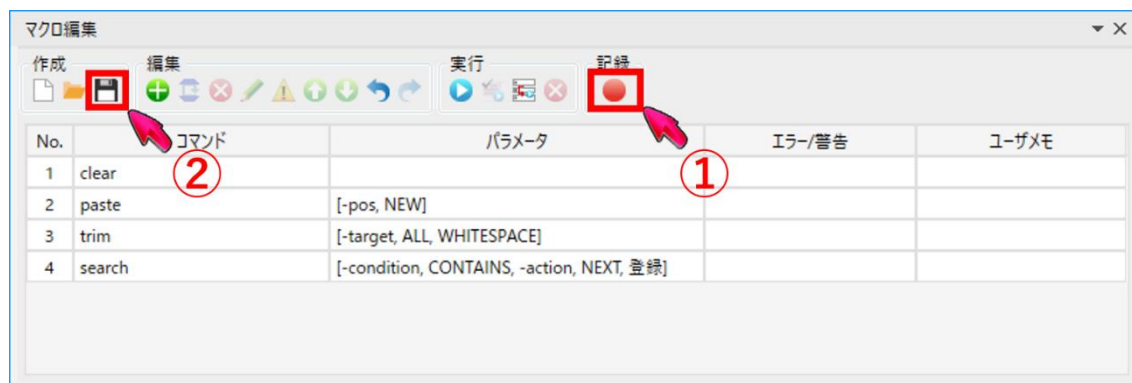 マクロ編集
作成 編集 実行 記録
No. コマンド パラメータ エラー/警告 ユーザメモ
② ①
1 clear
2 paste [-pos, NEW]
3 trim [-target, ALL, WHITESPACE]
4 search [-condition, CONTAINS, -action, NEXT, 登録]